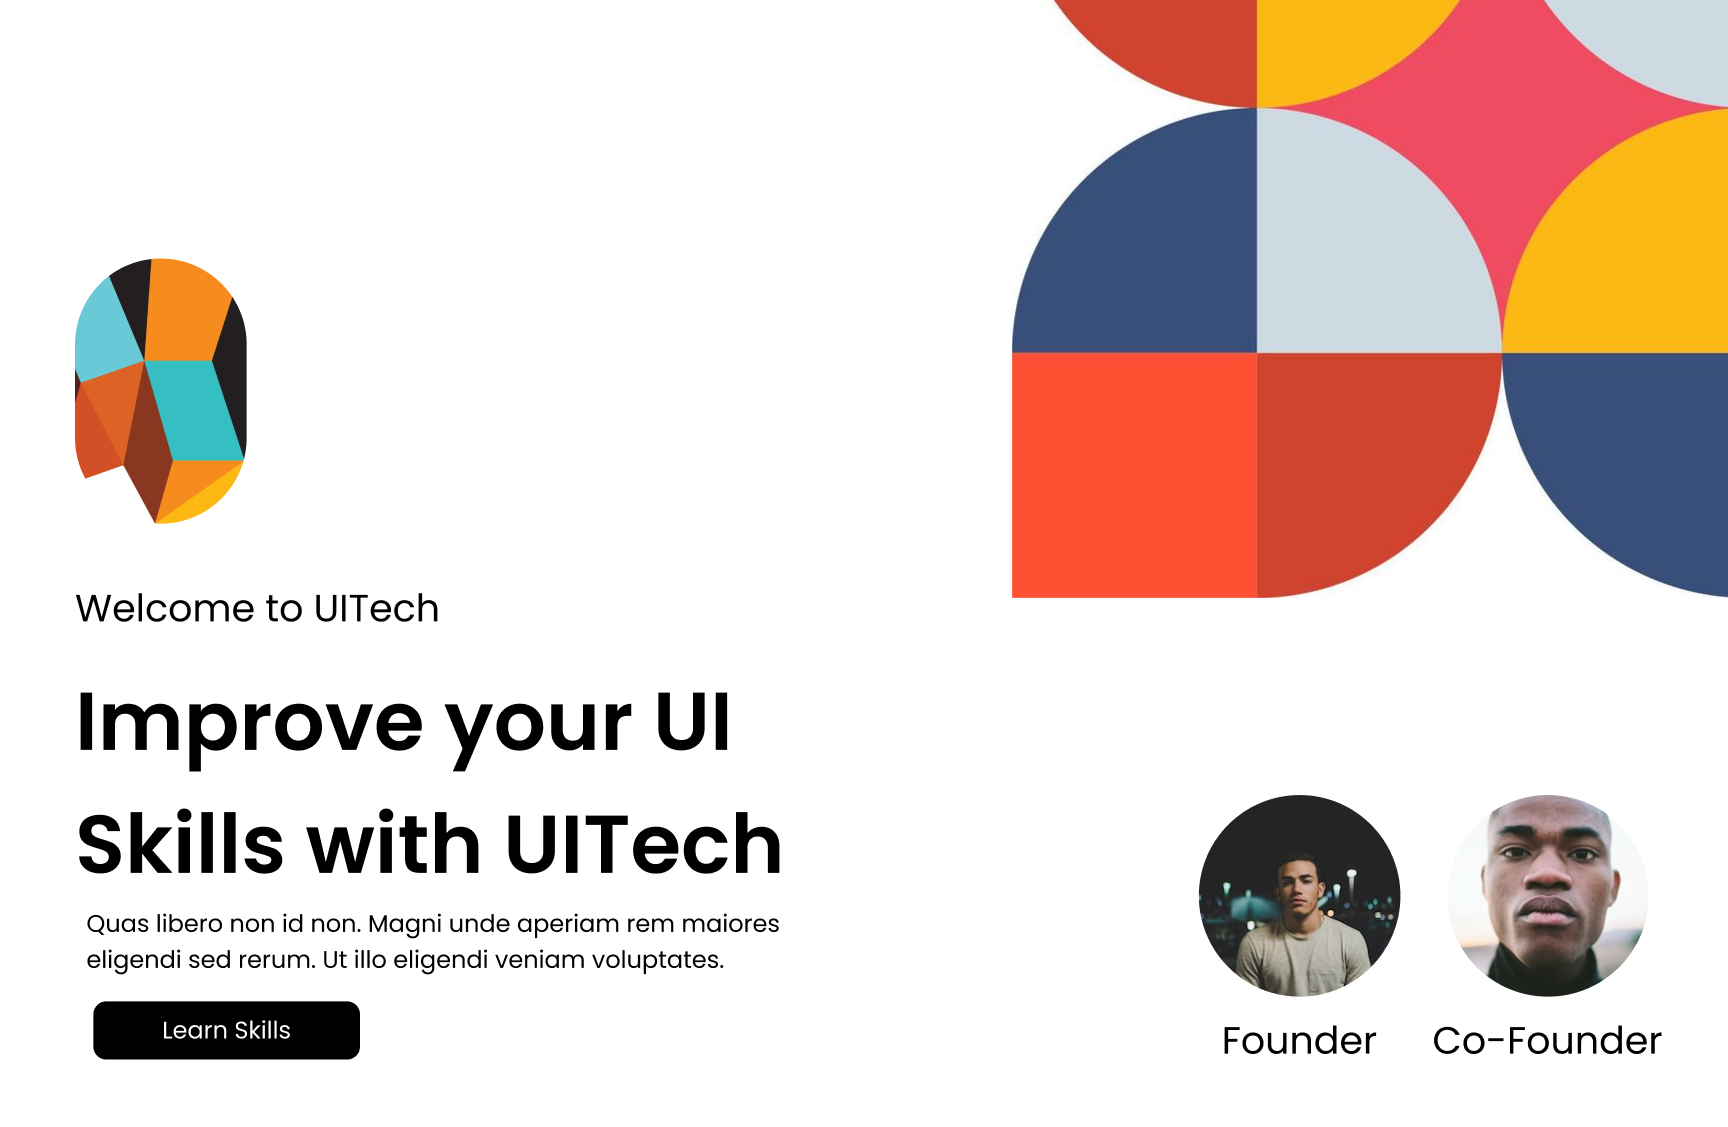 Welcome to UITech
Improve your UI
Skills with UITech
Quas libero non id non. Magni unde aperiam rem maiores
eligendi sed rerum. Ut illo eligendi veniam voluptates.
Learn Skills
Founder
Co-Founder